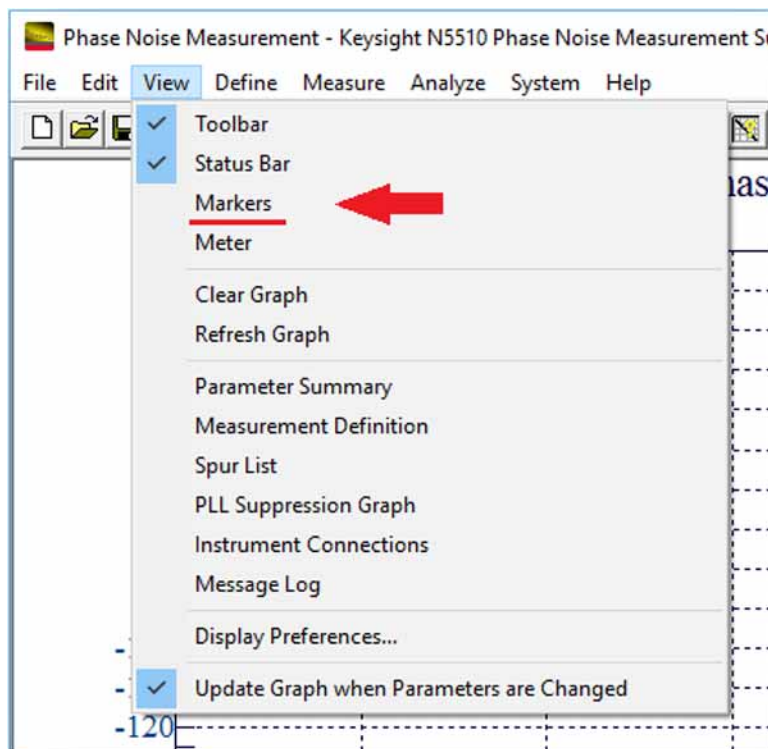 Phase Noise Measurement - Keysight N5510 Phase Noise Measurement
File Edit View Define Measure Analyze System Help
Toolbar
Status Bar
Markers
Meter
Clear Graph
Refresh Graph
Parameter Summary
Measurement Definition
Spur List
PLL Suppression Graph
Instrument Connections
Message Log
Display Preferences...
Update Graph when Parameters are Changed
-120